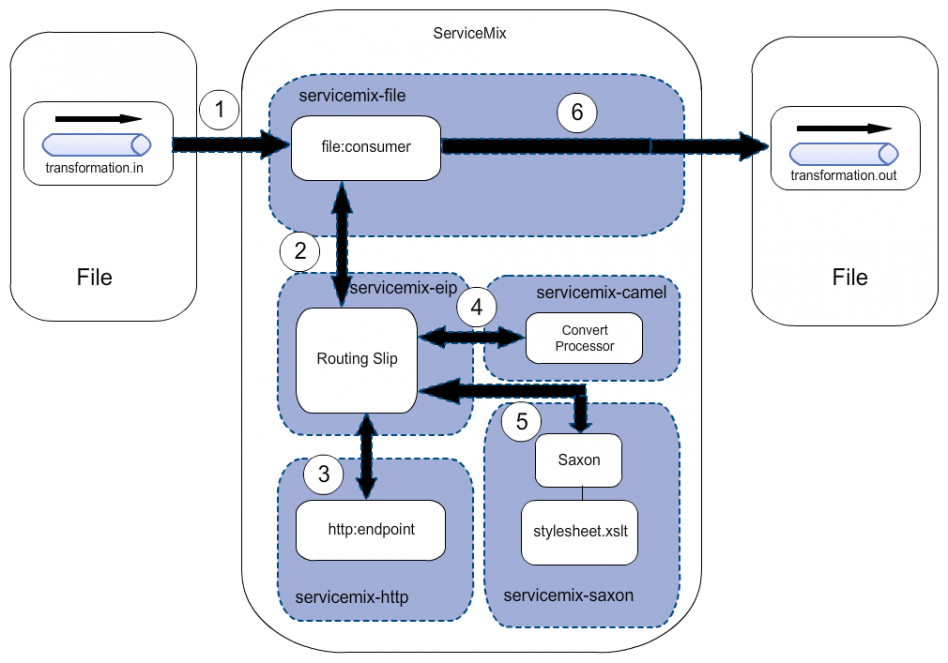 ServiceMix
servicemix-file
1
6
file:consumer
transformation.in
transformation.out
File
File
2
servicemix-eip
4
servicemix-camel
Convert
Processor
Routing Slip
5
3
Saxon
http:endpoint
stylesheet.xslt
servicemix-http
servicemix-saxon